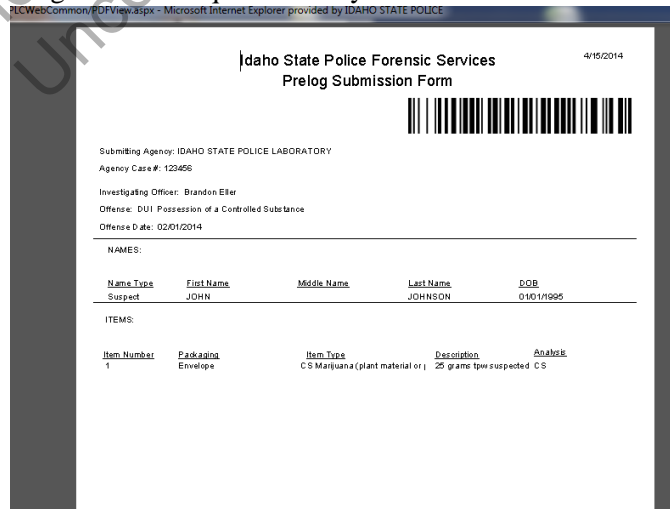 PLCWebCommon/PDFView.aspx - Microsoft Internet Explorer provided by IDAHO STATE POLICE
Idaho State Police Forensic Services
4/15/2014
Prelog Submission Form
Submitting Agency: IDAHO STATE POLICE LABORATORY
Agency Case #: 123456
Investigating Officer: Brandon Eller
Offense: DUI Possession of a Controlled Substance
Offense Date: 02/01/2014
NAMES:
Name Type First Name Middle Name Last Name DOB
Suspect JOHN JOHNSON 01/01/1995
ITEMS:
Item Number Packaging Item Type Description Analysis
1 Envelope CS Marijuana (plant material or 25 grams tpw suspected CS